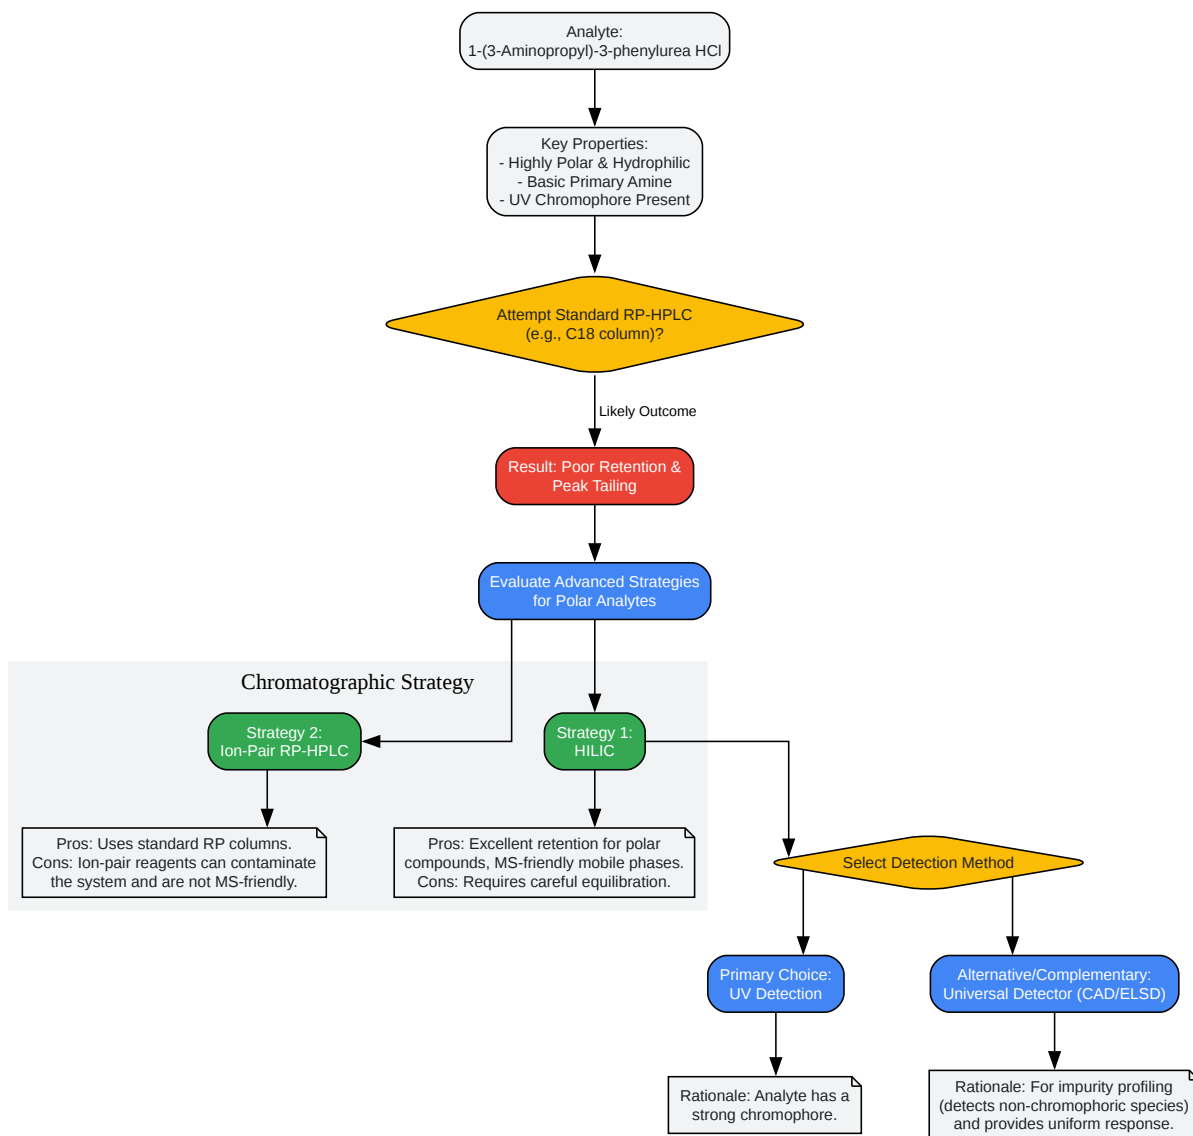 Analyte:
1-(3-Aminopropyl)-3-phenylurea HCl
Key Properties:
- Highly Polar & Hydrophilic
- Basic Primary Amine
- UV Chromophore Present
Attempt Standard RP-HPLC
(e.g., C18 column)?
Likely Outcome
Result: Poor Retention &
Peak Tailing
Evaluate Advanced Strategies
for Polar Analytes
Chromatographic Strategy
Strategy 2:
Ion-Pair RP-HPLC
Strategy 1:
HILIC
Pros: Uses standard RP columns.
Cons: Ion-pair reagents can contaminate
the system and are not MS-friendly.
Pros: Excellent retention for polar
compounds, MS-friendly mobile phases.
Cons: Requires careful equilibration.
Select Detection Method
Primary Choice:
UV Detection
Alternative/Complementary:
Universal Detector (CAD/ELSD)
Rationale: Analyte has a
strong chromophore.
Rationale: For impurity profiling
(detects non-chromophoric species)
and provides uniform response.